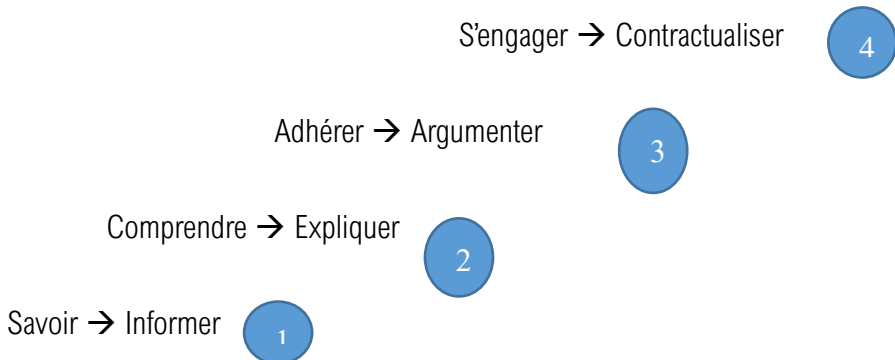 S'engager → Contractualiser 4
Adhérer → Argumenter 3
Comprendre → Expliquer 2
Savoir → Informer 1